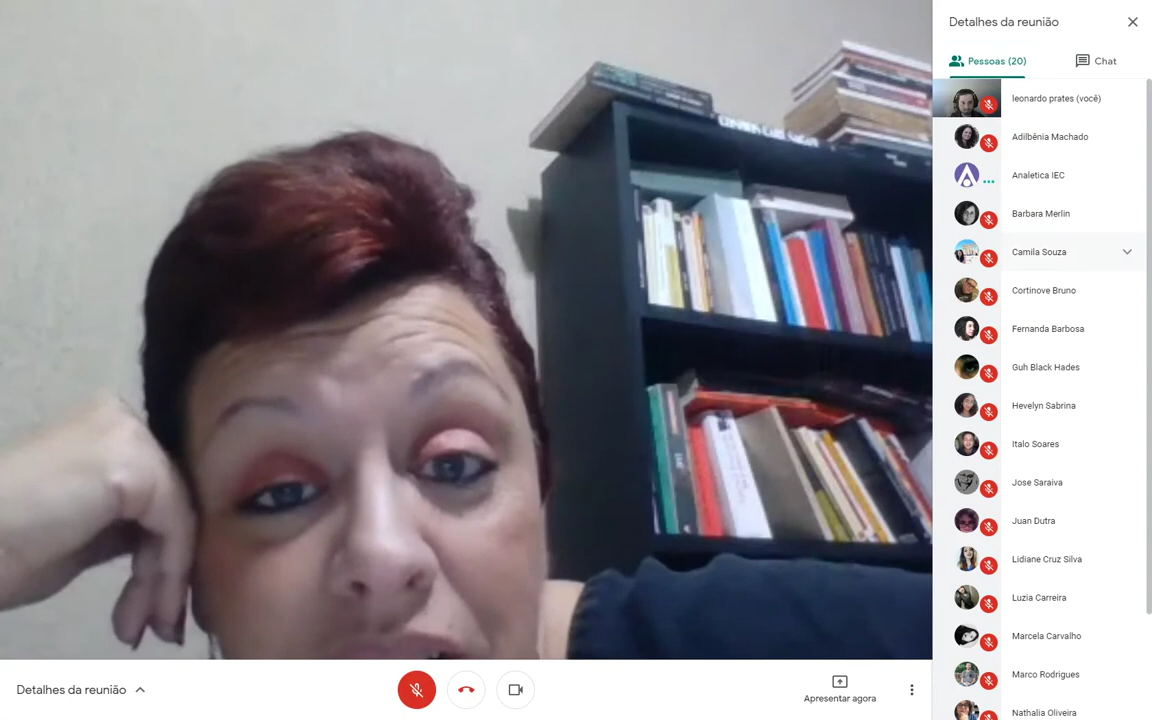 Detalhes da reunião
Pessoas (20)
Chat
leonardo prates (você)
Adilbênia Machado
Analetica IEC
Barbara Merlin
Camila Souza
Cortinove Bruno
Fernanda Barbosa
Guh Black Hades
Hevelyn Sabrina
Italo Soares
Jose Saraiva
Juan Dutra
Lidiane Cruz Silva
Luzia Carreira
Marcela Carvalho
Marco Rodrigues
Nathalia Oliveira
Detalhes da reunião
Apresentar agora